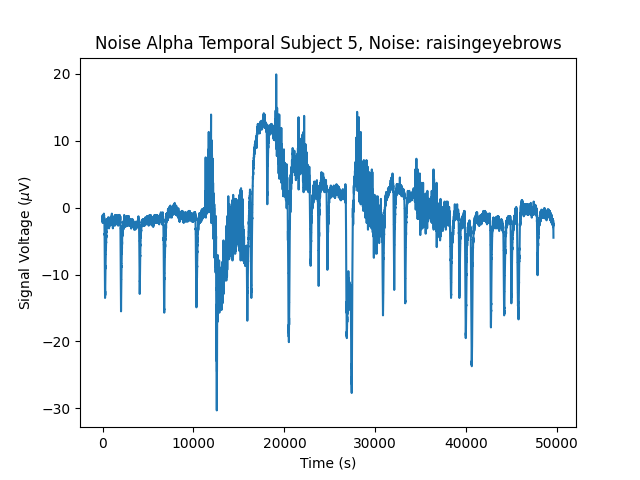 Noise Alpha Temporal Subject 5, Noise: raisingeyebrows
20
10
0
−10
−20
−30
Signal Voltage (μV)
0 10000 20000 30000 40000 50000
Time (s)